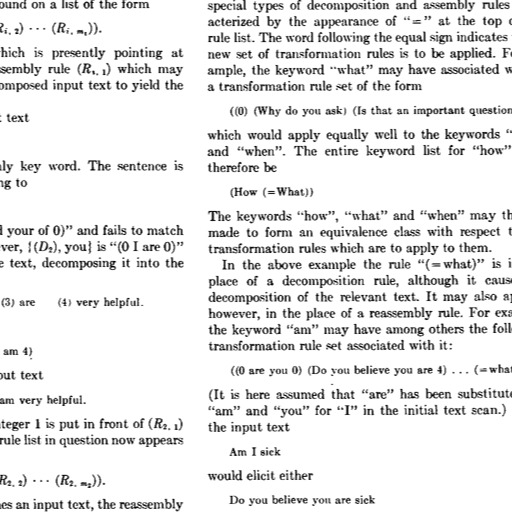 ound on a list of the form
R_{i, 2}) ··· (R_{i, m_i})).
which is presently pointing at
sembly rule (R_{i, 1}) which may
omposed input text to yield the
text
nly key word. The sentence is
ng to
d your of 0)” and fails to match
ever, {(D_2), you} is “(0 I are 0)”
e text, decomposing it into the
(3) are (4) very helpful.
am 4)
put text
am very helpful.
nteger 1 is put in front of (R_{2, 1})
rule list in question now appears
R_{2, 2}) ··· (R_{2, m_2})).
es an input text, the reassembly
special types of decomposition and assembly rules
acterized by the appearance of “=” at the top o
rule list. The word following the equal sign indicates
new set of transformation rules is to be applied. Fo
ample, the keyword “what” may have associated w
a transformation rule set of the form
((0) (Why do you ask) (Is that an important question
which would apply equally well to the keywords “
and “when”. The entire keyword list for “how”
therefore be
(How (=What))
The keywords “how”, “what” and “when” may th
made to form an equivalence class with respect t
transformation rules which are to apply to them.
In the above example the rule “(=what)” is i
place of a decomposition rule, although it cause
decomposition of the relevant text. It may also ap
however, in the place of a reassembly rule. For exa
the keyword “am” may have among others the foll
transformation rule set associated with it:
((0 are you 0) (Do you believe you are 4) ... (=what
(It is here assumed that “are” has been substitute
“am” and “you” for “I” in the initial text scan.)
the input text
Am I sick
would elicit either
Do you believe you are sick